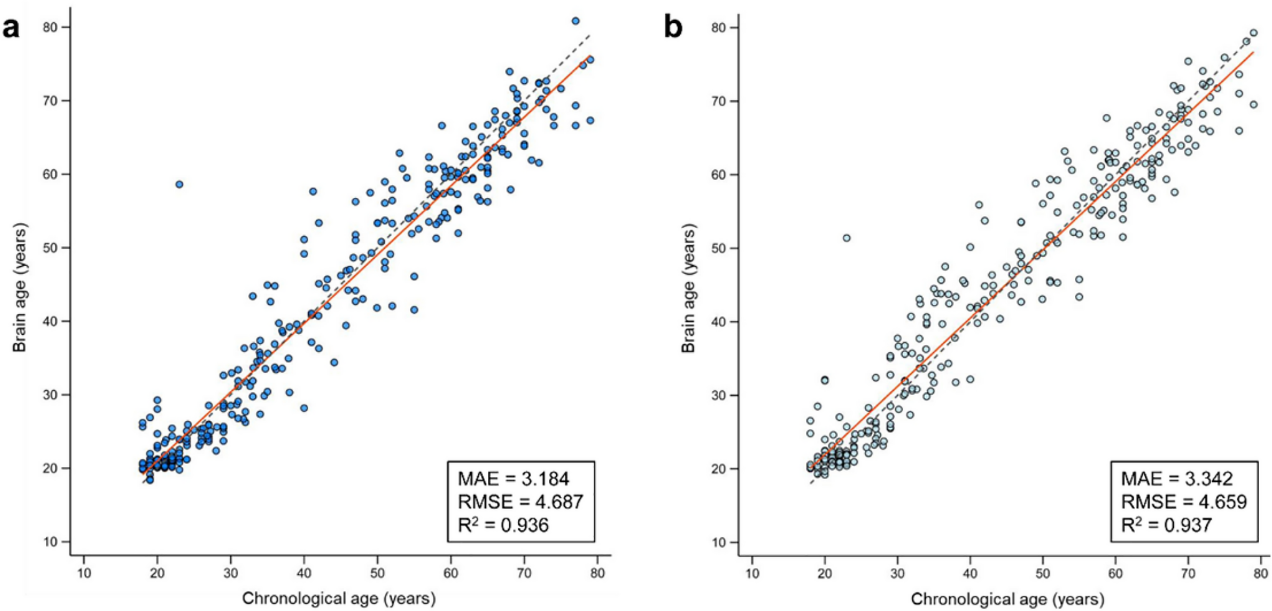 a
80
70
60
50
40
30
20
10
Brain age (years)
10 20 30 40 50 60 70 80
Chronological age (years)
MAE = 3.184
RMSE = 4.687
R² = 0.936
b
80
70
60
50
40
30
20
10
Brain age (years)
10 20 30 40 50 60 70 80
Chronological age (years)
MAE = 3.342
RMSE = 4.659
R² = 0.937